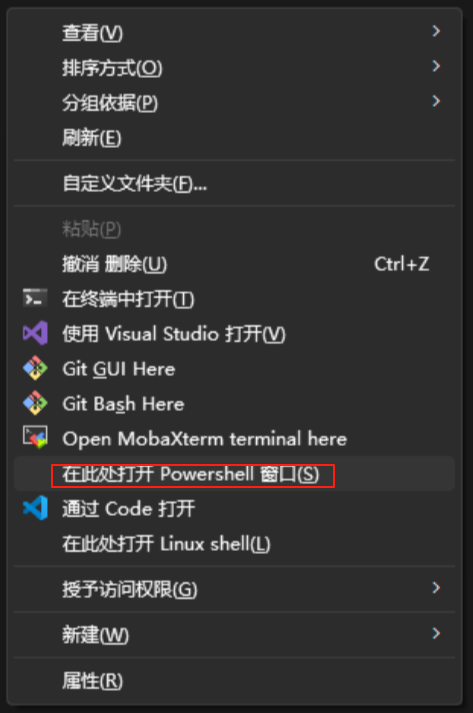 查看(V)
排序方式(O)
分组依据(P)
刷新(E)
自定义文件夹(F)...
粘贴(P)
撤消 删除(U) Ctrl+Z
在终端中打开(T)
使用 Visual Studio 打开(V)
Git GUI Here
Git Bash Here
Open MobaXterm terminal here
在此处打开 Powershell 窗口(S)
通过 Code 打开
在此处打开 Linux shell(L)
授予访问权限(G)
新建(W)
属性(R)